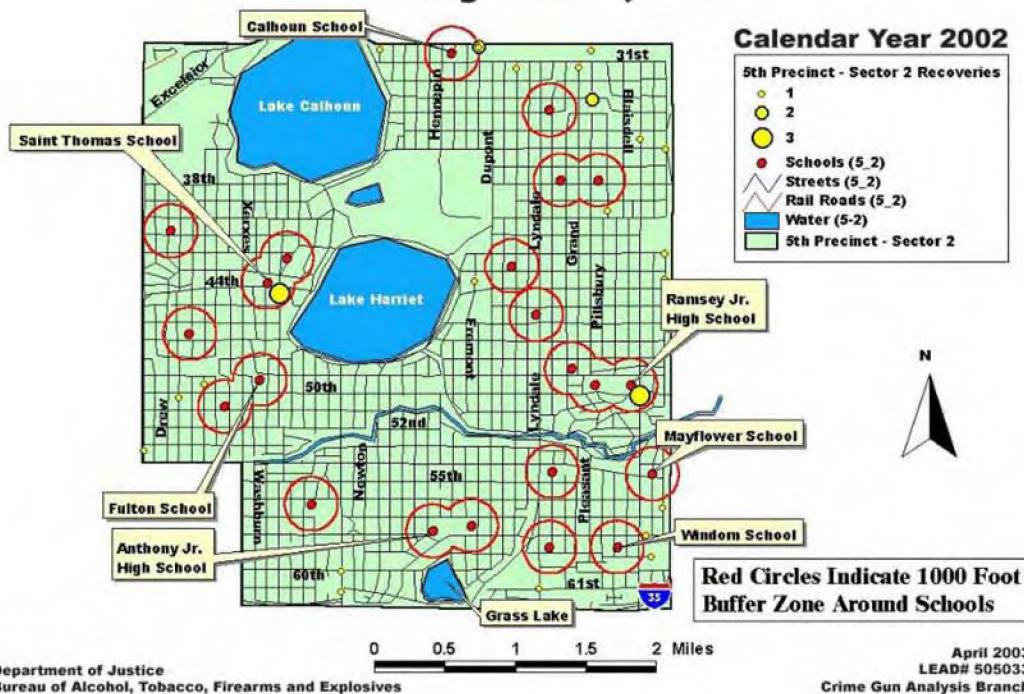 Calhoun School
Calendar Year 2002
31st
5th Precinct - Sector 2 Recoveries
1
2
3
Schools (5_2)
Streets (5_2)
Rail Roads (5_2)
Water (5-2)
5th Precinct - Sector 2
Excelsior
Lake Calhoun
Hennepin
Blaisdell
Saint Thomas School
Dupont
38th
Xerxes
Lyndale
Grand
44th
Lake Harriet
Pillsbury
Ramsey Jr.
High School
N
Fremont
50th
Lyndale
Drew
52nd
Mayflower School
55th
Newton
Washburn
Pleasant
Fulton School
Windom School
Anthony Jr.
High School
60th
61st
35
Red Circles Indicate 1000 Foot
Buffer Zone Around Schools
Grass Lake
0 0.5 1 1.5 2 Miles
Department of Justice
Bureau of Alcohol, Tobacco, Firearms and Explosives
April 2003
LEAD# 505033
Crime Gun Analysis Branch